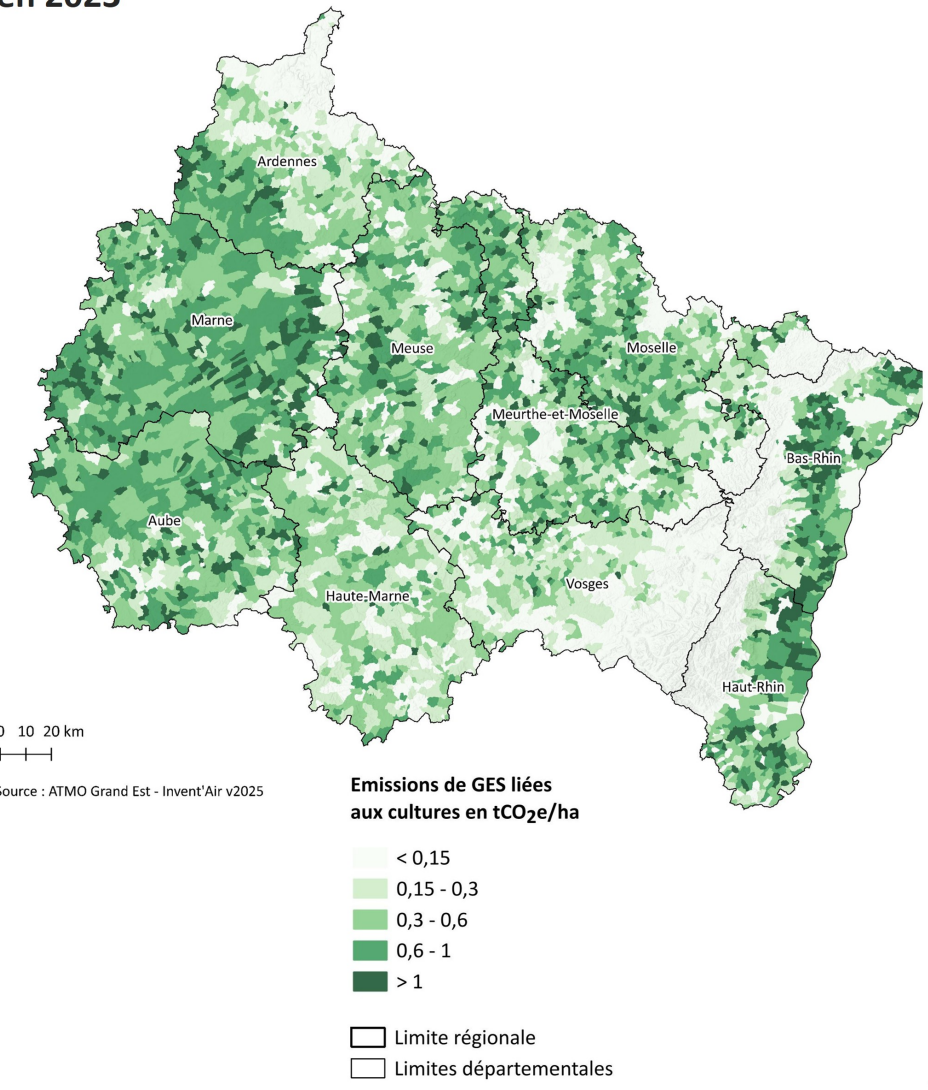 en 2023
Ardennes
Marne
Meuse
Moselle
Meurthe-et-Moselle
Bas-Rhin
Aube
Vosges
Haute-Marne
Haut-Rhin
0 10 20 km
Source : ATMO Grand Est - Invent'Air v2025
Emissions de GES liées
aux cultures en tCO2e/ha
< 0,15
0,15 - 0,3
0,3 - 0,6
0,6 - 1
> 1
Limite régionale
Limites départementales